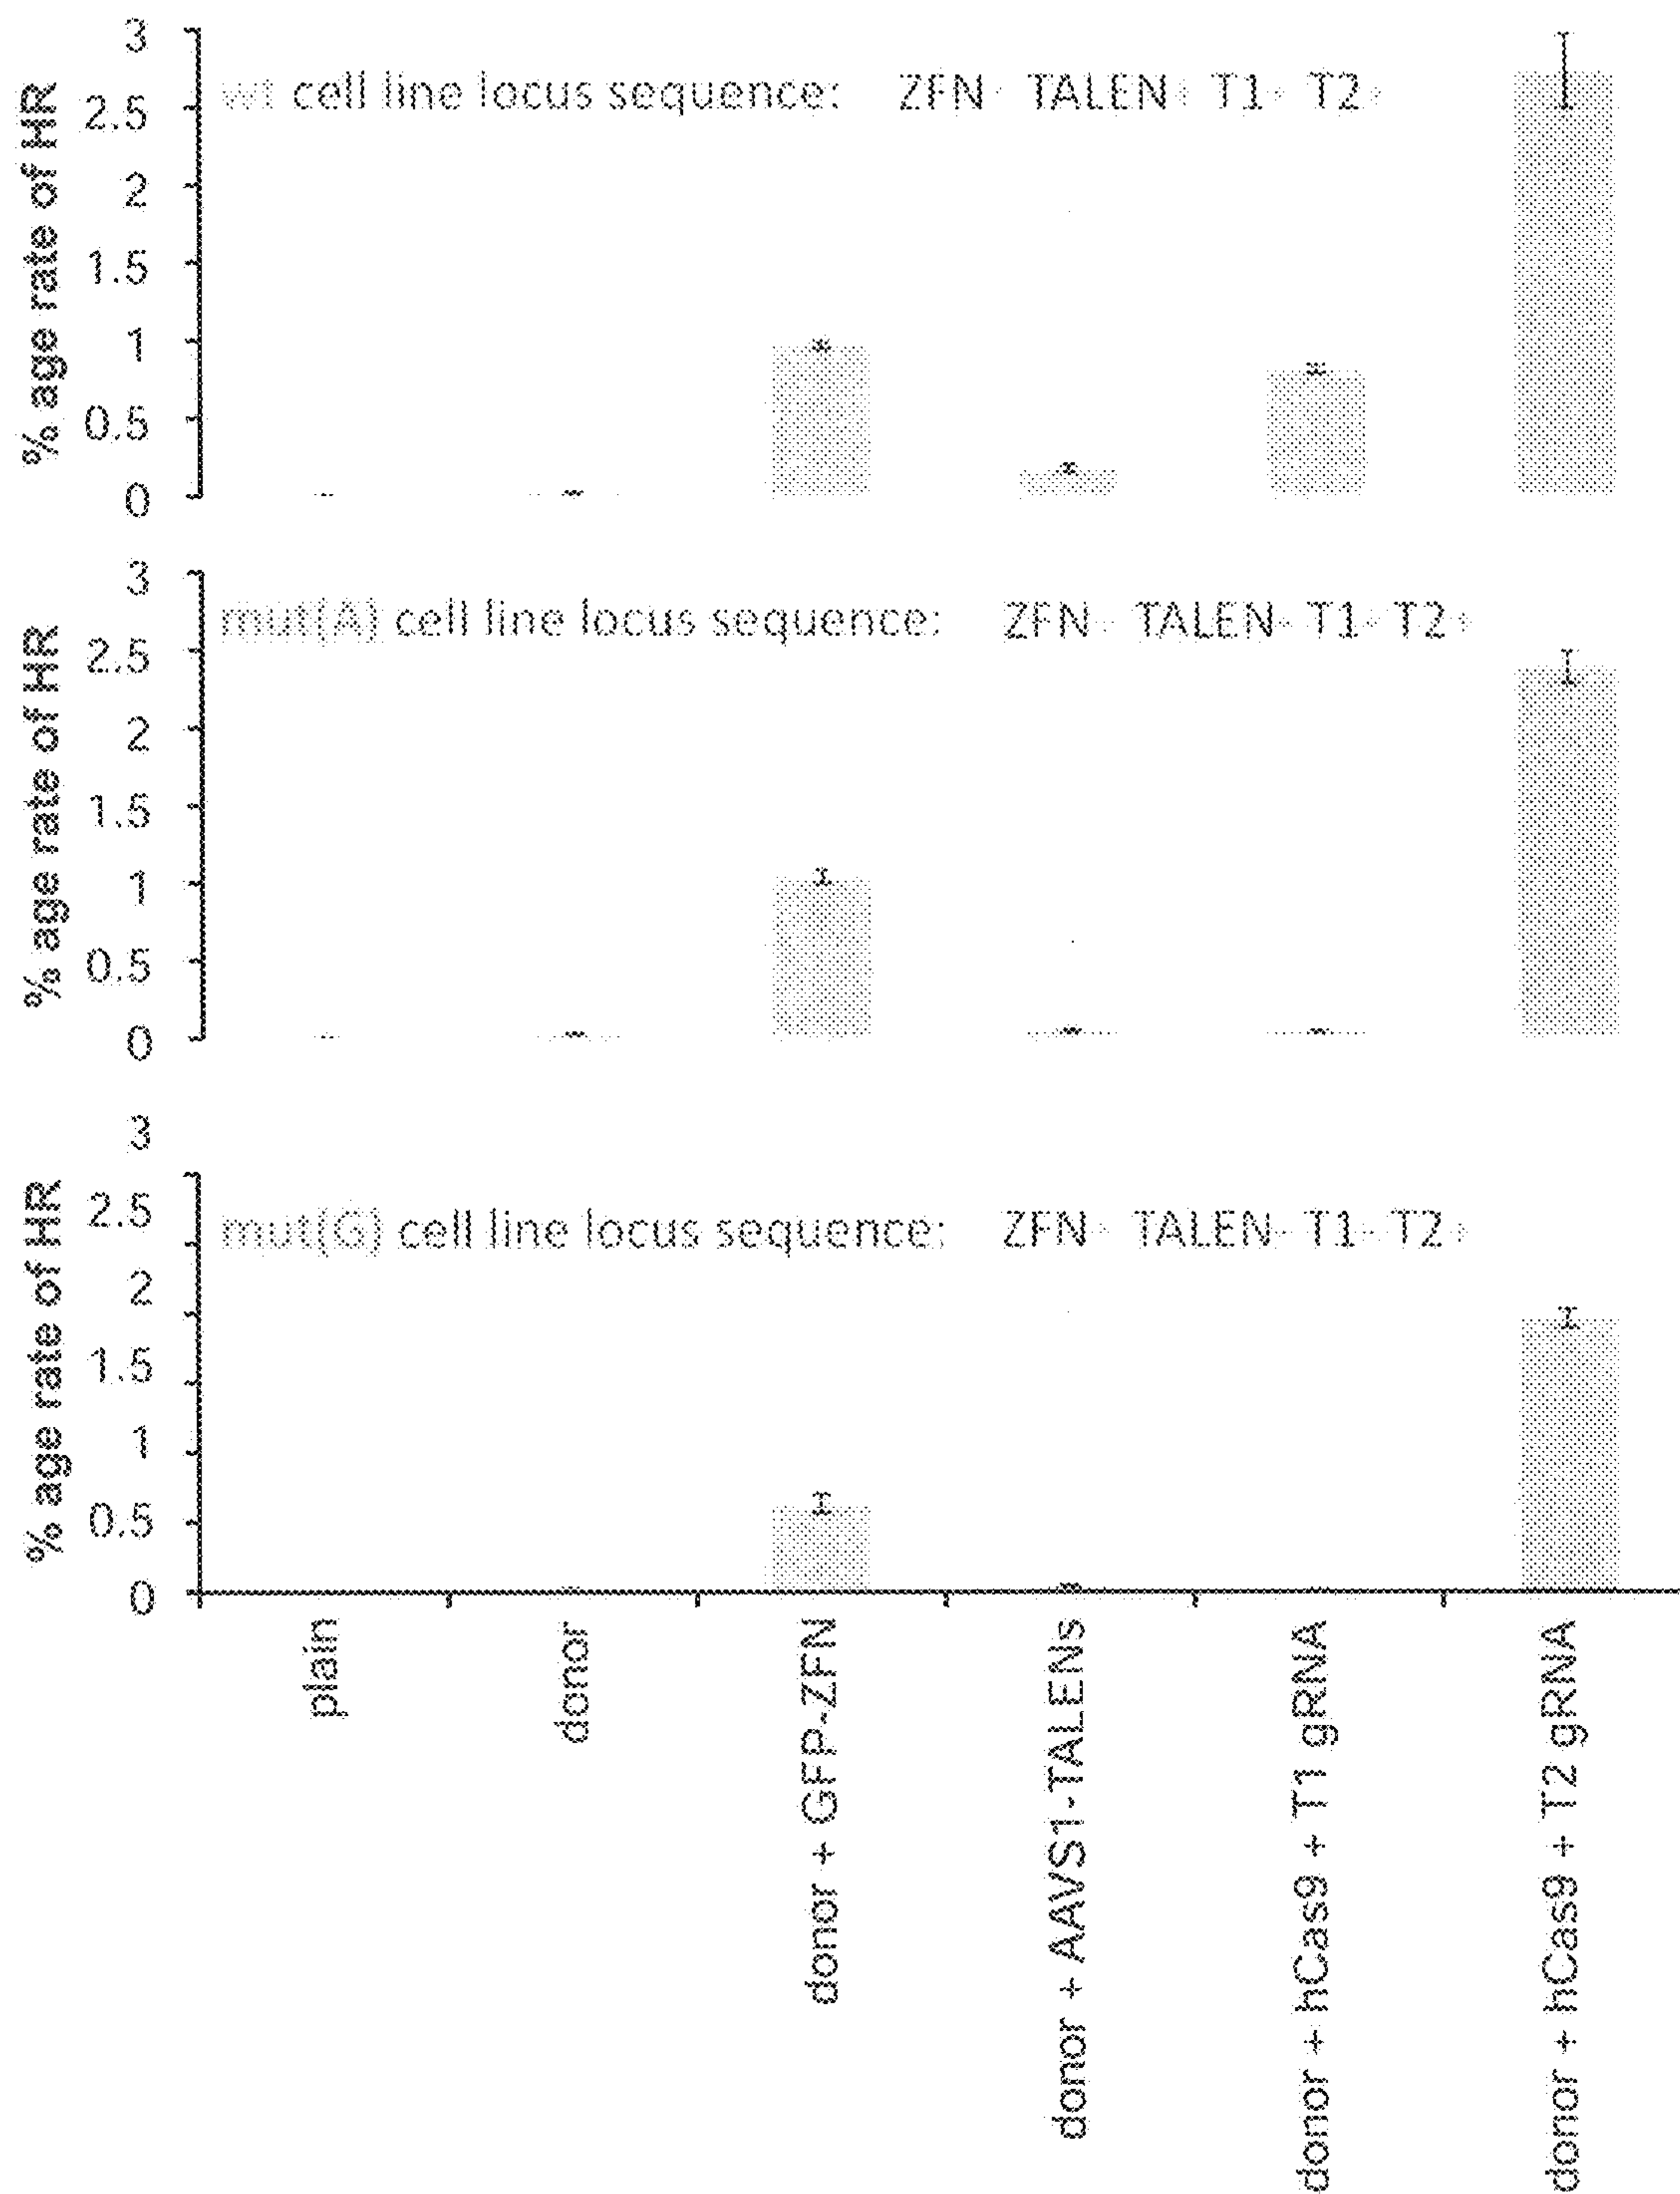 % age rate of HR
3
2.5
2
1.5
1
0.5
0
wt cell line locus sequence: ZFN+ TALEN+ T1+ T2+
% age rate of HR
3
2.5
2
1.5
1
0.5
0
mut(A) cell line locus sequence: ZFN+ TALEN- T1- T2+
% age rate of HR
3
2.5
2
1.5
1
0.5
0
mut(G) cell line locus sequence: ZFN+ TALEN- T1- T2+
plain
donor
donor + GFP-ZFN
donor + AAVS1-TALENs
donor + hCas9 + T1 gRNA
donor + hCas9 + T2 gRNA